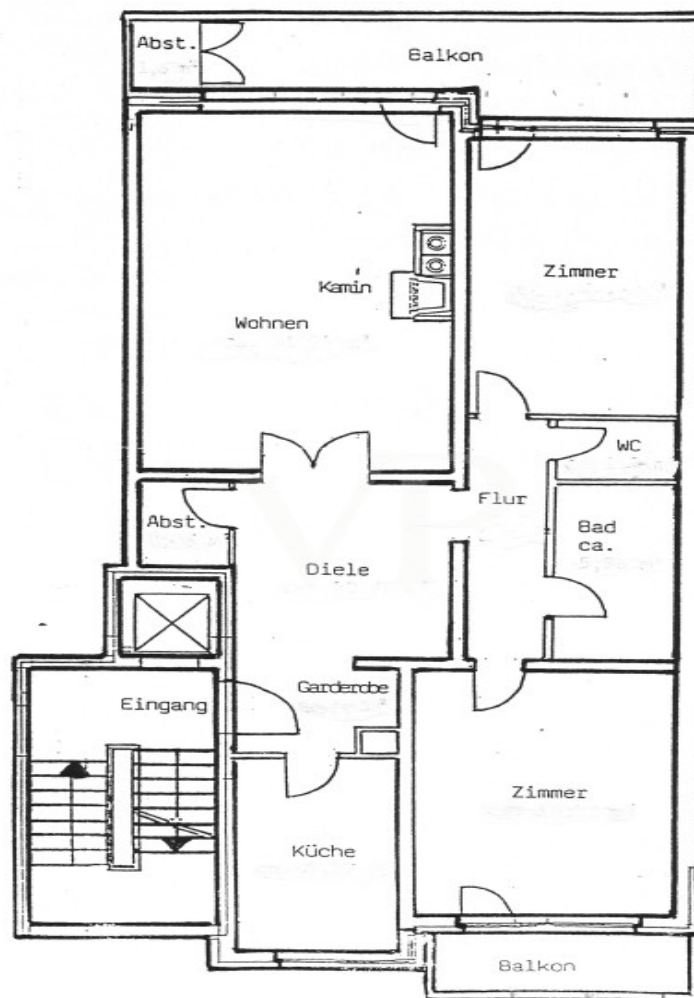 Abst.
Balkon
Zimmer
Kamin
Wohnen
WC
Flur
Abst.
Bad
ca.
Diele
Garderobe
Eingang
Zimmer
Küche
Balkon